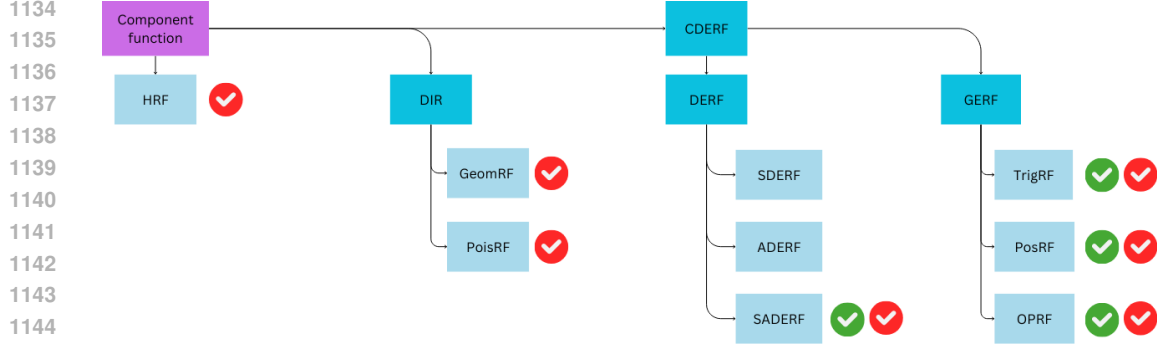 1134
1135
1136
1137
1138
1139
1140
1141
1142
1143
1144
Component
function
CDERF
HRF
DIR
DERF
GERF
GeomRF
SDERF
TrigRF
PoisRF
ADERF
PosRF
SADERF
OPRF